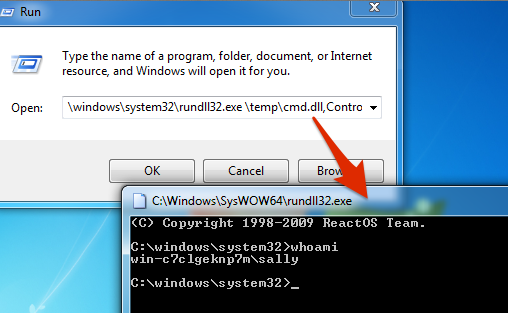 Run
Type the name of a program, folder, document, or Internet
resource, and Windows will open it for you.
Open: \windows\system32\rundll32.exe \temp\cmd.dll,Contro
OK Cancel Brow
C:\Windows\SysWOW64\rundll32.exe
(C) Copyright 1998-2009 ReactOS Team.
C:\windows\system32>whoami
win-c7clgeknp7m\sally
C:\windows\system32>_